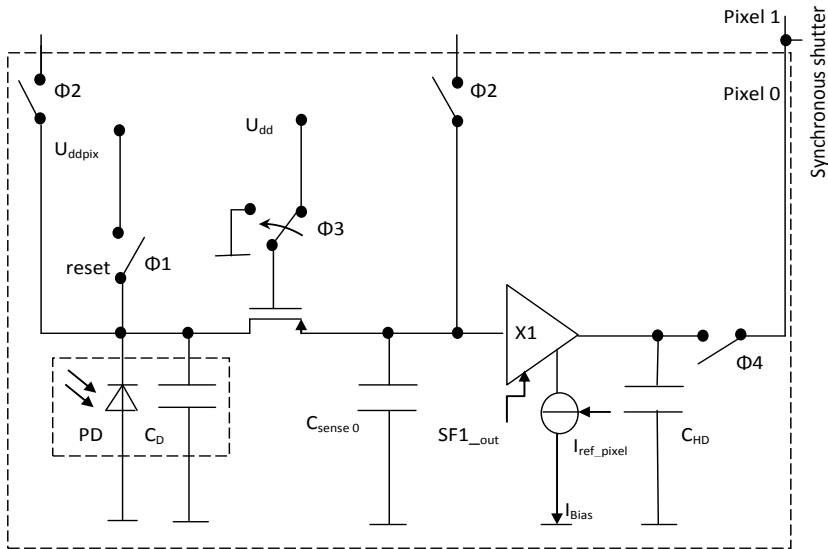 Pixel 1
Synchronous shutter
Pixel 0
Φ2
Φ2
Uddpix
Udd
Φ3
reset
Φ1
X1
Φ4
PD
CD
Csense 0
SF1_out
Iref_pixel
CHD
IBias